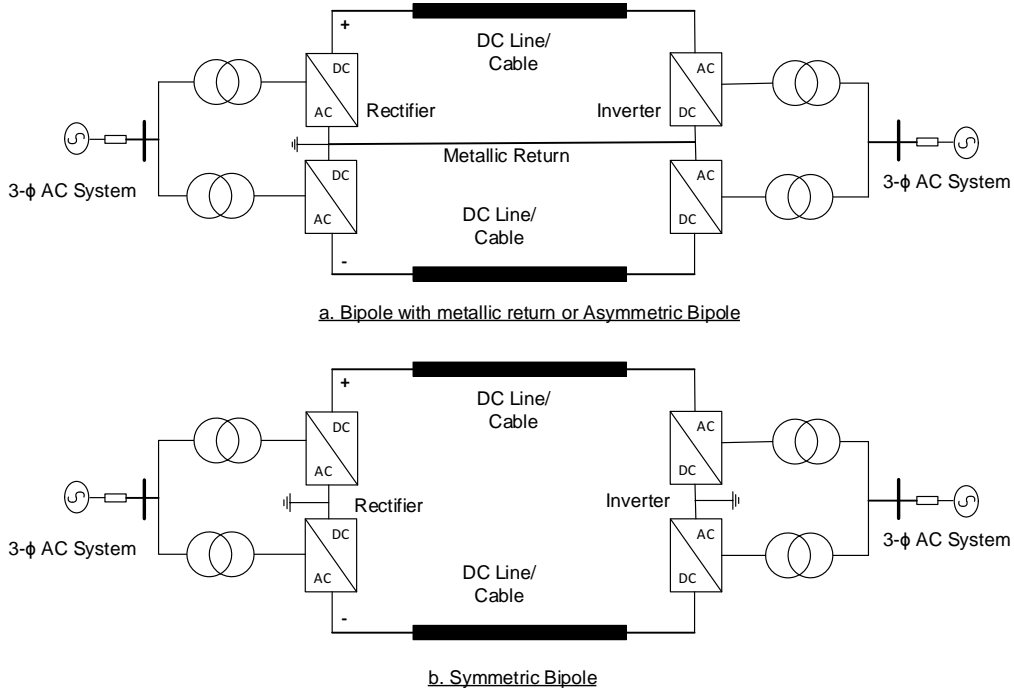 +
DC Line/
Cable
DC
AC
Rectifier
Inverter
AC
DC
Metallic Return
3-ϕ AC System
3-ϕ AC System
DC
AC
AC
DC
DC Line/
Cable
-
a. Bipole with metallic return or Asymmetric Bipole
+
DC Line/
Cable
DC
AC
AC
DC
Rectifier
Inverter
3-ϕ AC System
3-ϕ AC System
DC
AC
AC
DC
DC Line/
Cable
-
b. Symmetric Bipole